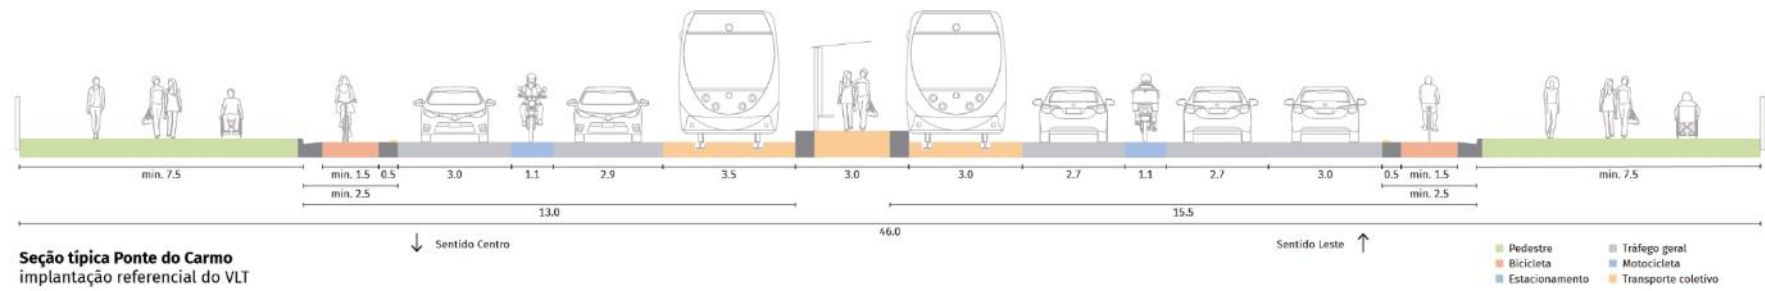 min. 7.5
min. 1.5
0.5
3.0
1.1
2.9
3.5
3.0
3.0
2.7
1.1
2.7
3.0
0.5
min. 1.5
min. 7.5
min. 2.5
min. 2.5
13.0
15.5
46.0
Sentido Centro
Sentido Leste
Seção típica Ponte do Carmo
implantação referencial do VLT
Pedestre
Bicicleta
Estacionamento
Tráfego geral
Motocicleta
Transporte coletivo